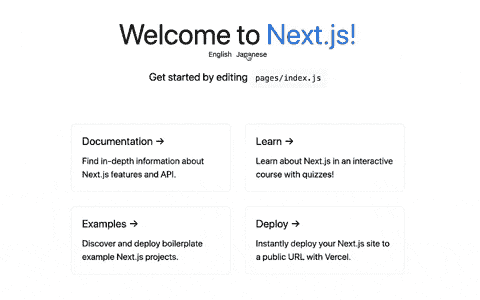 Welcome to Next.js!
English Japanese
Get started by editing pages/index.js
Documentation →
Find in-depth information about
Next.js features and API.
Learn →
Learn about Next.js in an interactive
course with quizzes!
Examples →
Discover and deploy boilerplate
example Next.js projects.
Deploy →
Instantly deploy your Next.js site to
a public URL with Vercel.